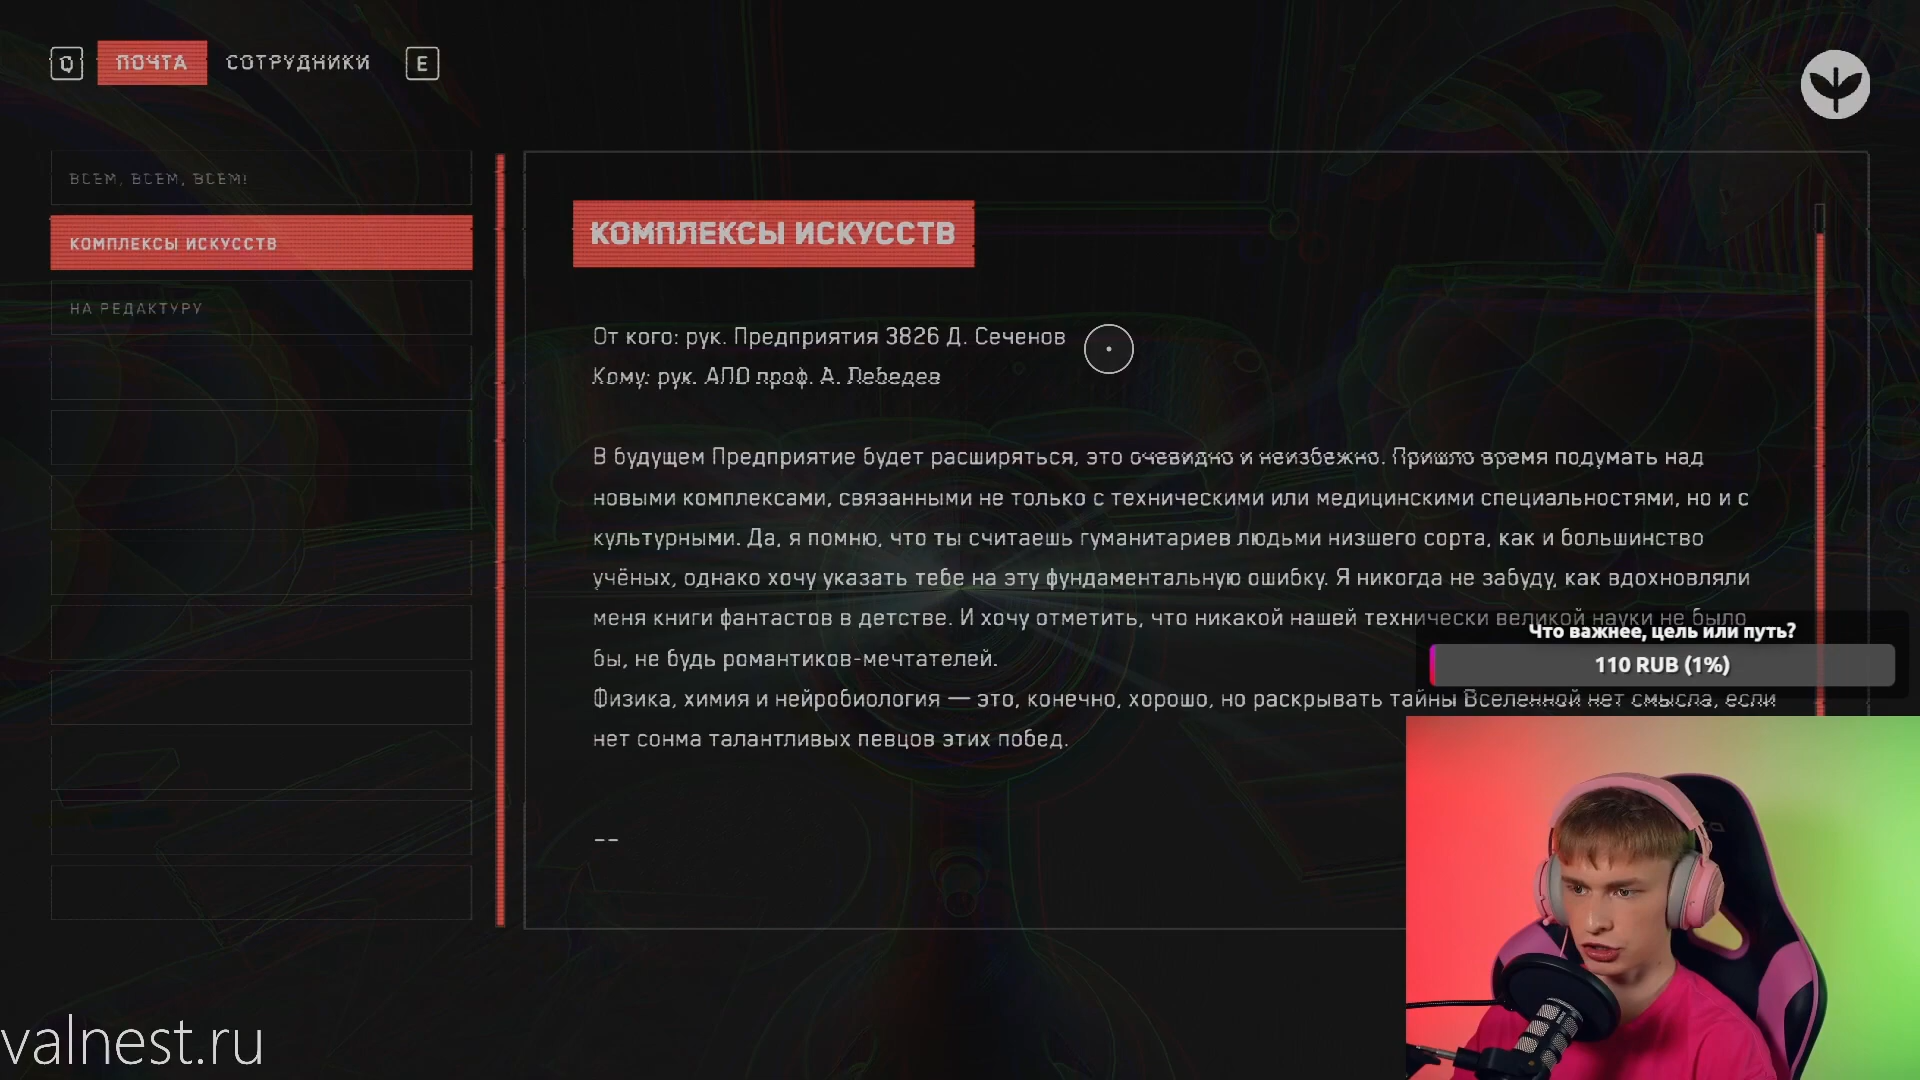 Q ПОЧТА СОТРУДНИКИ E
ВСЕМ, ВСЕМ, ВСЕМ!
КОМПЛЕКСЫ ИСКУССТВ
НА РЕДАКТУРУ
КОМПЛЕКСЫ ИСКУССТВ
От кого: рук. Предприятия 3826 Д. Сеченов
Кому: рук. АПО проф. А. Лебедев
В будущем Предприятие будет расширяться, это очевидно и неизбежно. Пришло время подумать над
новыми комплексами, связанными не только с техническими или медицинскими специальностями, но и с
культурными. Да, я помню, что ты считаешь гуманитариев людьми низшего сорта, как и большинство
учёных, однако хочу указать тебе на эту фундаментальную ошибку. Я никогда не забуду, как вдохновляли
меня книги фантастов в детстве. И хочу отметить, что никакой нашей технически великой науки не было
бы, не будь романтиков-мечтателей.
Физика, химия и нейробиология — это, конечно, хорошо, но раскрывать тайны Вселенной нет смысла, если
нет сонма талантливых певцов этих побед.
--
Что важнее, цель или путь?
110 RUB (1%)
valnest.ru